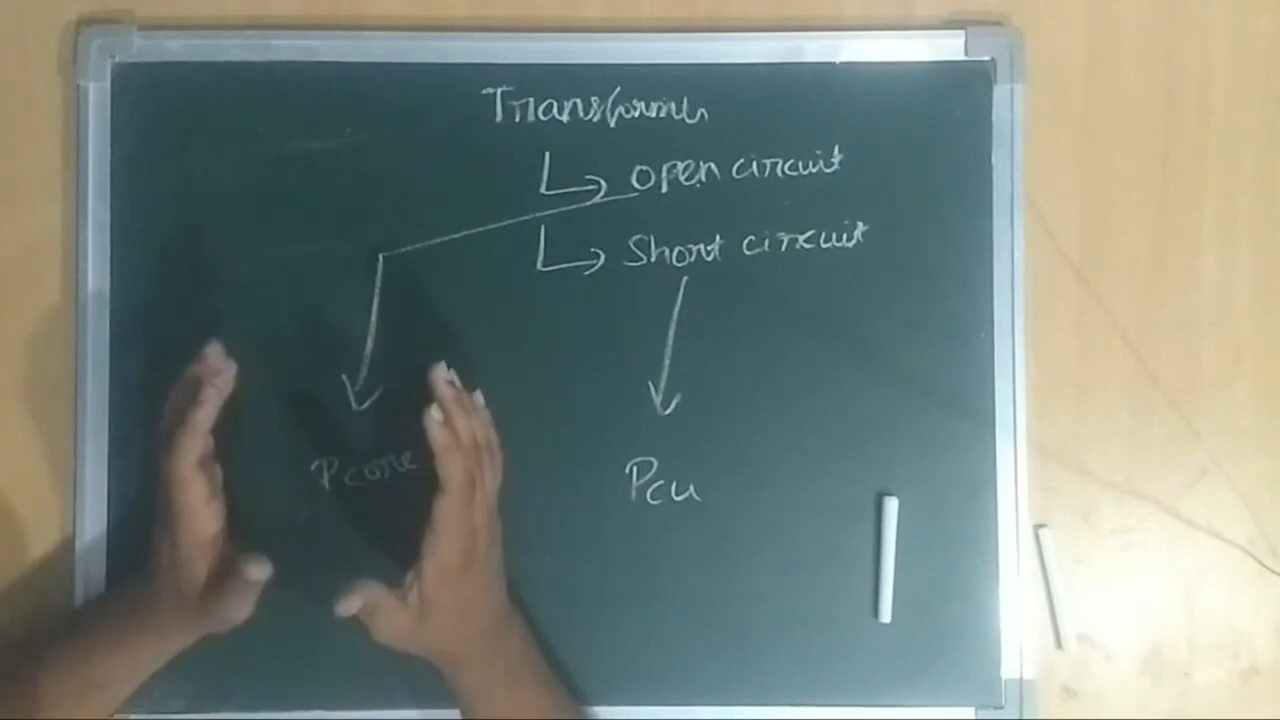 Transformer
open circuit
Short circuit
Pcore
Pcu